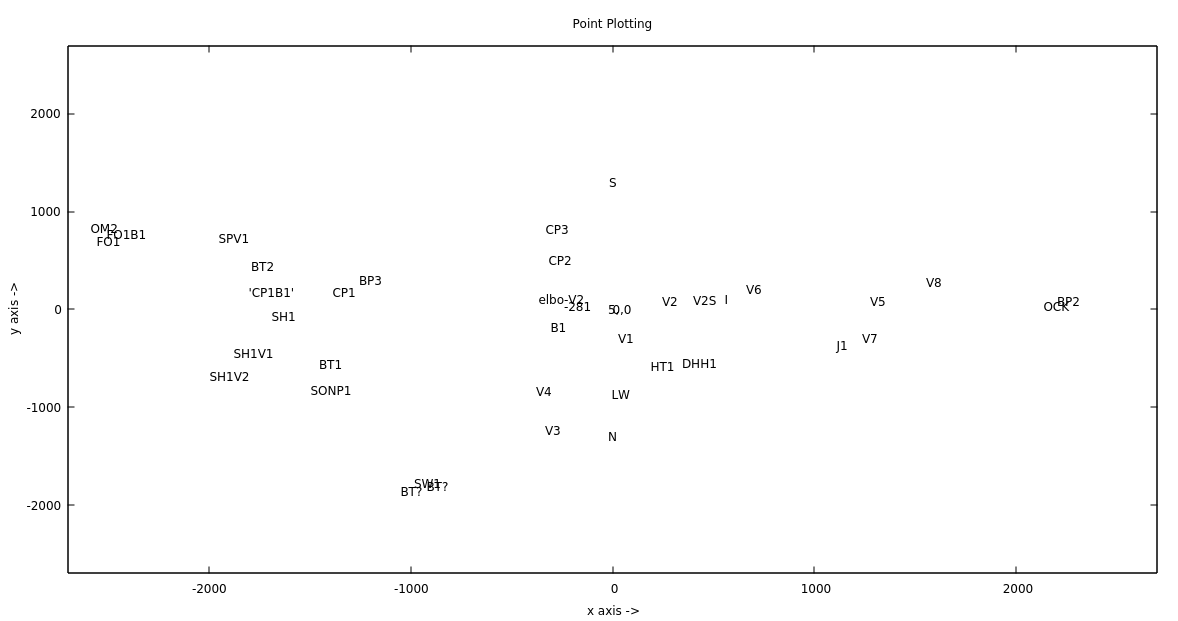 Point Plotting
2000
S
1000
OM2
CP3
FO1B1
SPV1
FO1
CP2
BT2
BP3
V8
V6
'CP1B1'
CP1
elbo-V2
I
V2S
V2
V5
BP2
-281
OCK
0
5,
0,0
SH1
B1
V1
V7
J1
SH1V1
DHH1
BT1
HT1
SH1V2
SONP1
V4
LW
-1000
V3
N
SW1
BT?
BT?
-2000
-2000
-1000
0
1000
2000
x axis ->
y axis ->